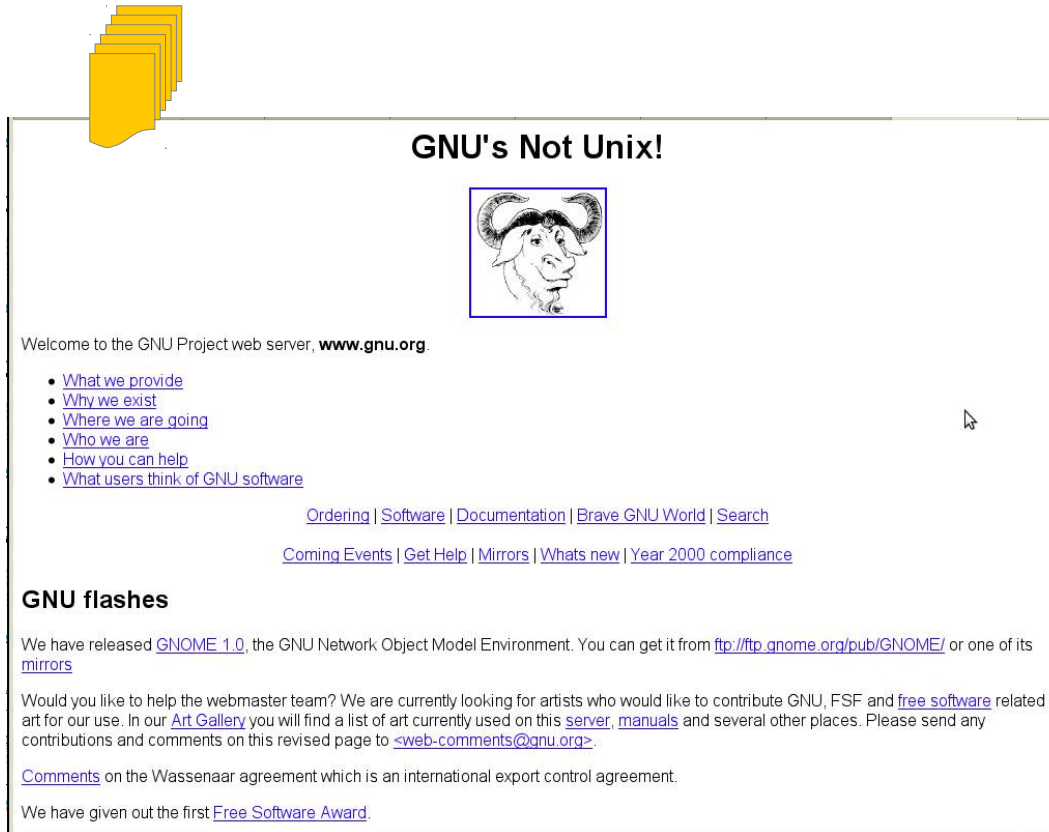 GNU's Not Unix!
Welcome to the GNU Project web server, www.gnu.org.
What we provide
Why we exist
Where we are going
Who we are
How you can help
What users think of GNU software
Ordering | Software | Documentation | Brave GNU World | Search
Coming Events | Get Help | Mirrors | Whats new | Year 2000 compliance
GNU flashes
We have released GNOME 1.0, the GNU Network Object Model Environment. You can get it from ftp://ftp.gnome.org/pub/GNOME/ or one of its
mirrors
Would you like to help the webmaster team? We are currently looking for artists who would like to contribute GNU, FSF and free software related
art for our use. In our Art Gallery you will find a list of art currently used on this server, manuals and several other places. Please send any
contributions and comments on this revised page to <web-comments@gnu.org>.
Comments on the Wassenaar agreement which is an international export control agreement.
We have given out the first Free Software Award.